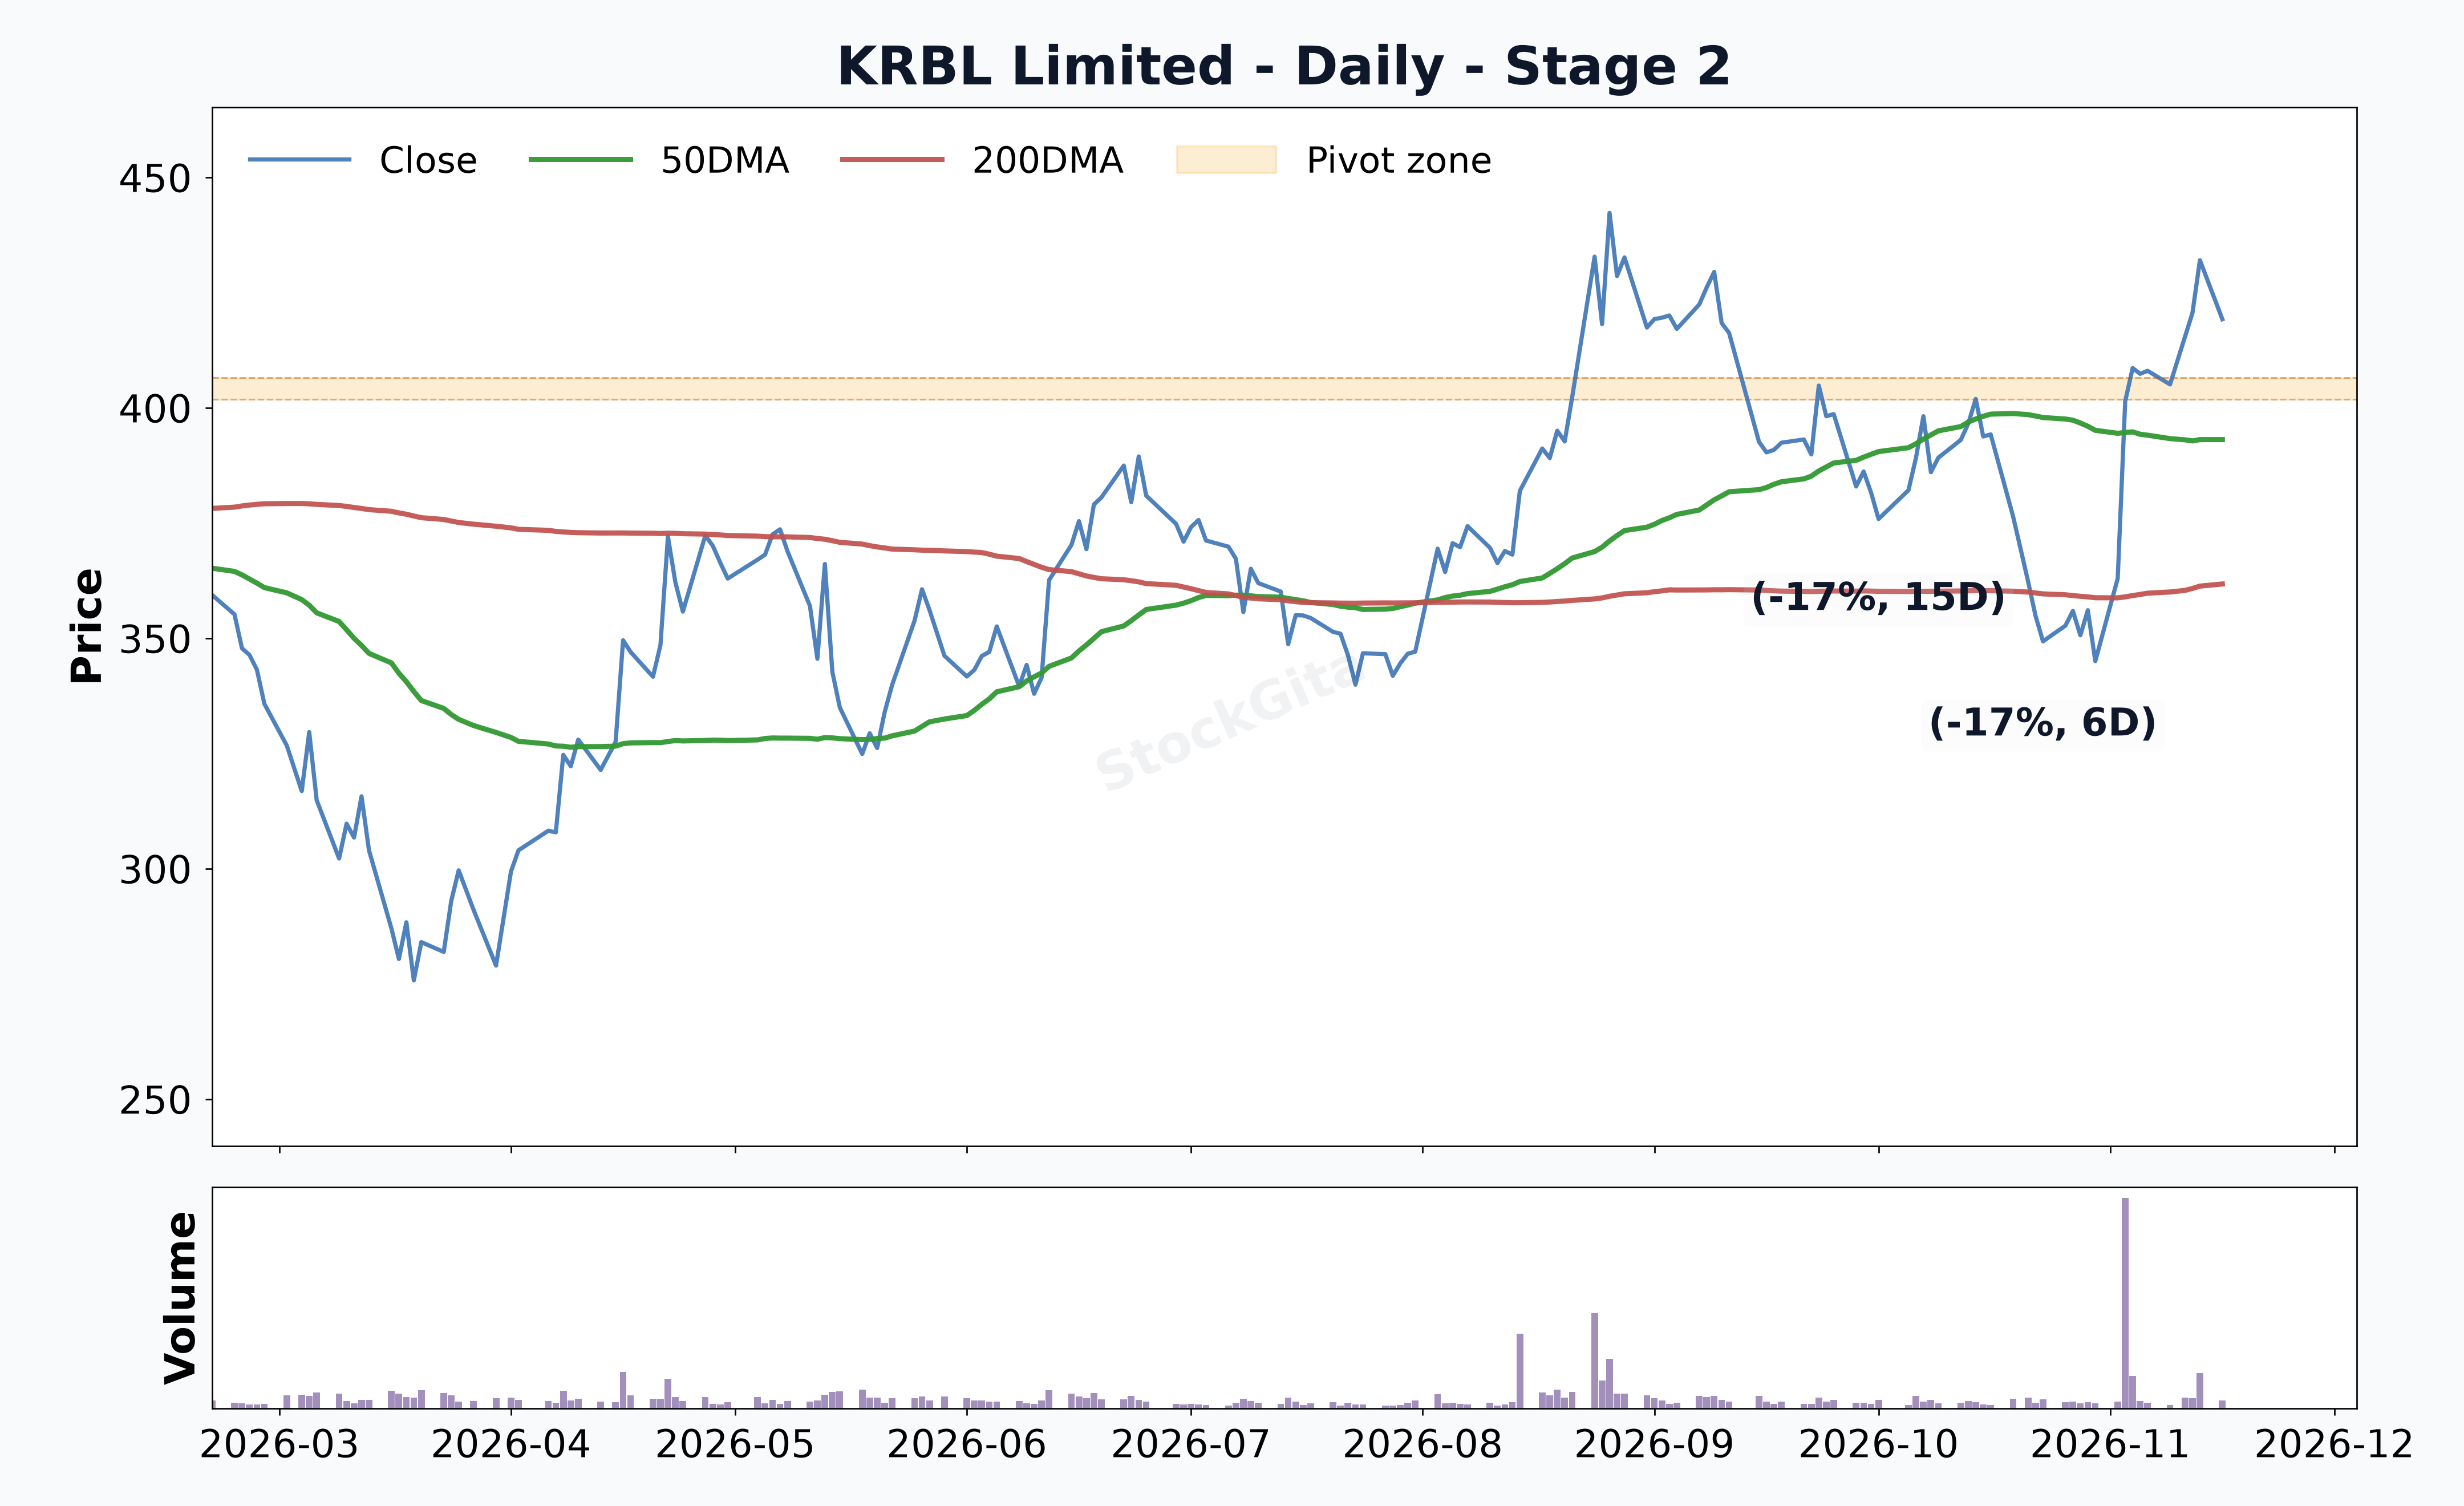 KRBL Limited - Daily - Stage 2
Close 50DMA 200DMA Pivot zone
450
400
350
300
250
Price
(-17%, 15D)
(-17%, 6D)
StockGita
Volume
2026-03 2026-04 2026-05 2026-06 2026-07 2026-08 2026-09 2026-10 2026-11 2026-12